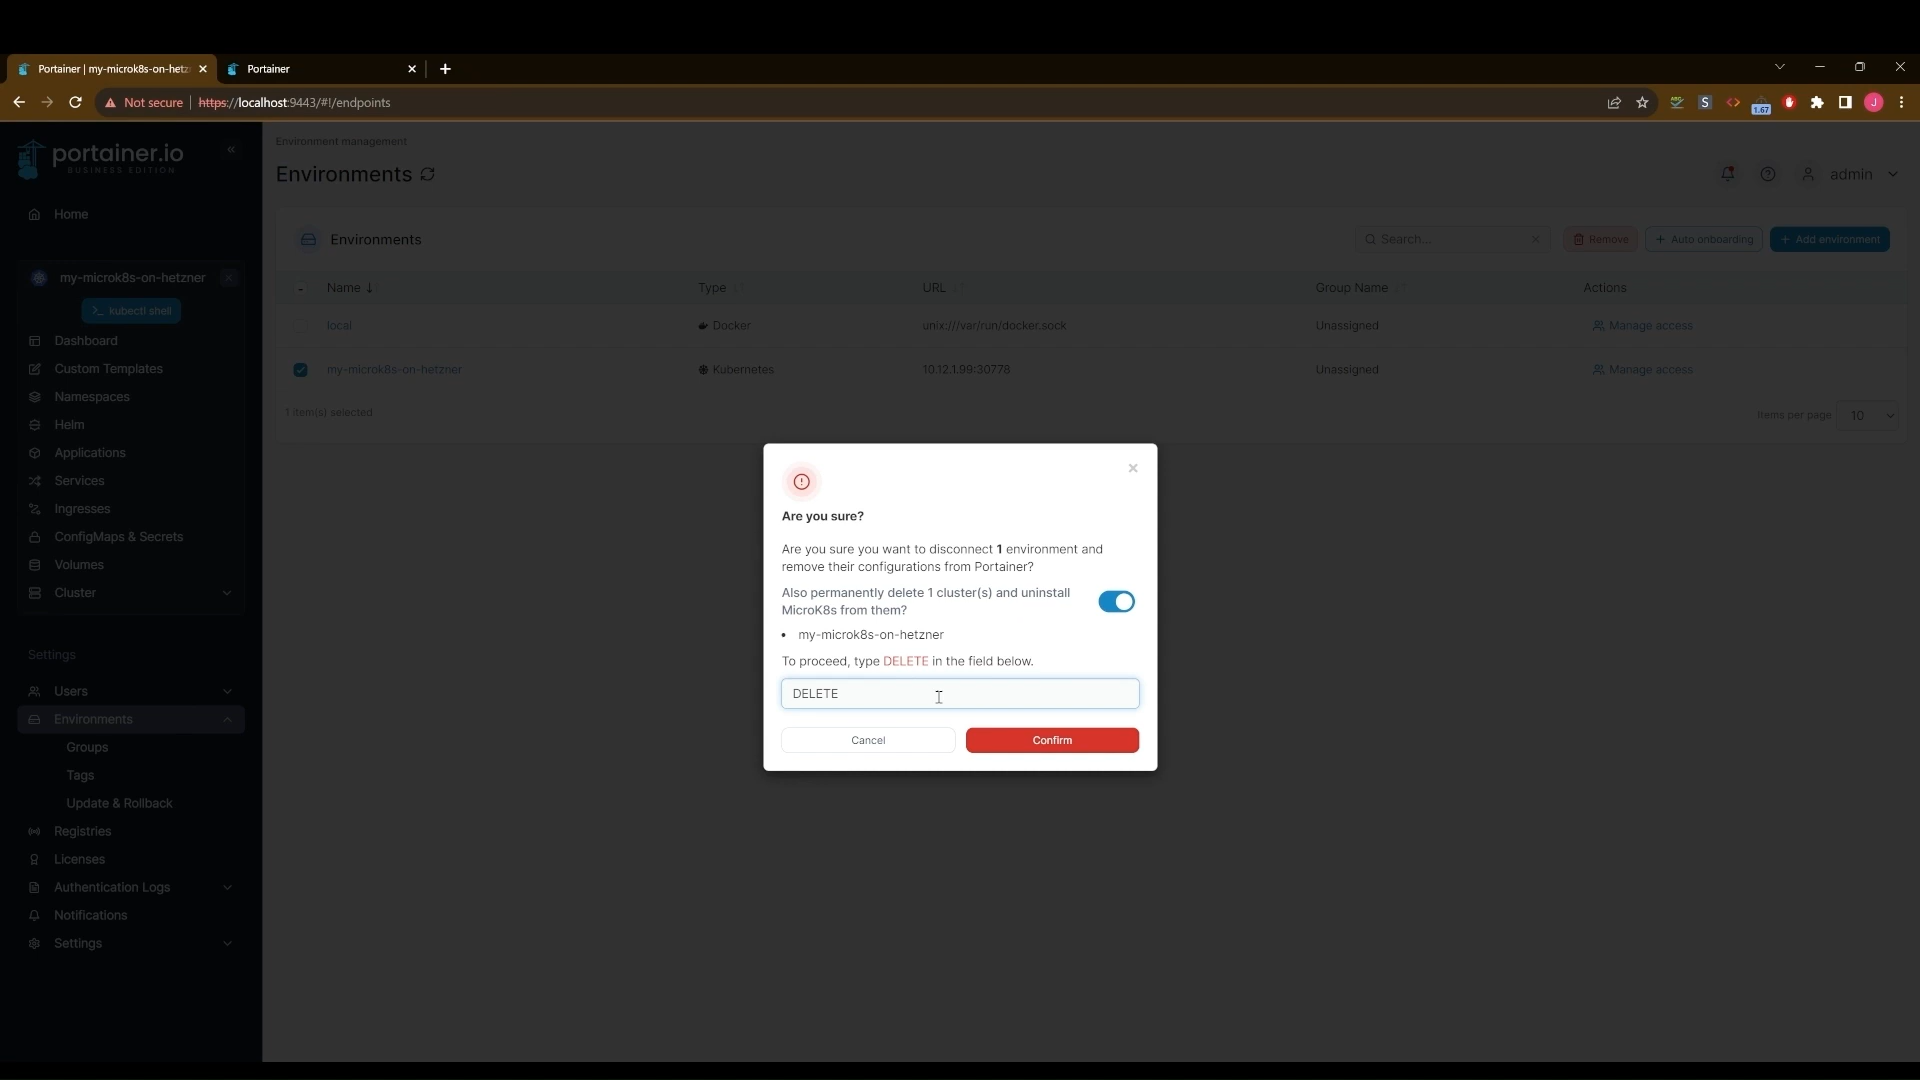 Portainer | my-microk8s-on-hetz
Portainer
Not secure
https://localhost:9443/#!/endpoints
S
1.67
J
portainer.io
BUSINESS EDITION
Home
my-microk8s-on-hetzner
kubectl shell
Dashboard
Custom Templates
Namespaces
Helm
Applications
Services
Ingresses
ConfigMaps & Secrets
Volumes
Cluster
Settings
Users
Environments
Groups
Tags
Update & Rollback
Registries
Licenses
Authentication Logs
Notifications
Settings
Environment management
Environments
admin
Environments
Search...
Remove
+ Auto onboarding
+ Add environment
Name
Type
URL
Group Name
Actions
local
Docker
unix:///var/run/docker.sock
Unassigned
Manage access
my-microk8s-on-hetzner
Kubernetes
10.12.1.99:30778
Unassigned
Manage access
1 item(s) selected
Items per page
10
Are you sure?
Are you sure you want to disconnect 1 environment and
remove their configurations from Portainer?
Also permanently delete 1 cluster(s) and uninstall
MicroK8s from them?
• my-microk8s-on-hetzner
To proceed, type DELETE in the field below.
DELETE
Cancel
Confirm